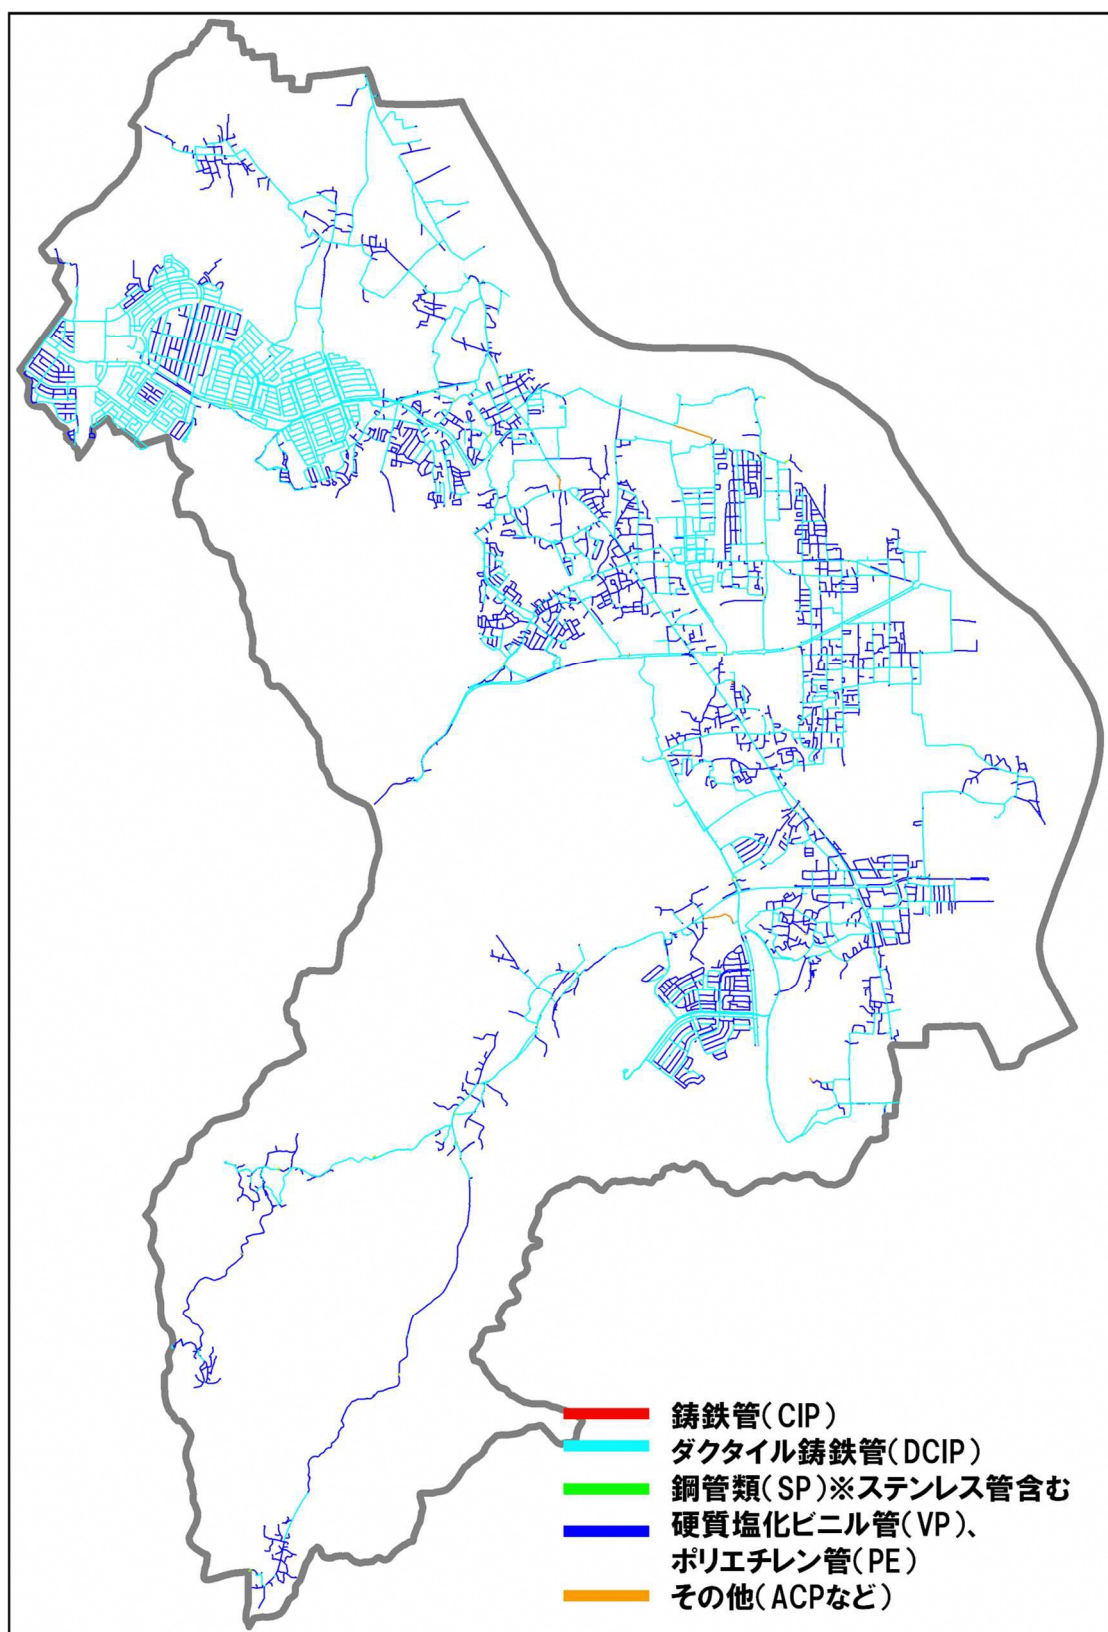 鋳鉄管(CIP)
ダクタイル鋳鉄管(DCIP)
鋼管類(SP)※ステンレス管含む
硬質塩化ビニル管(VP)、
ポリエチレン管(PE)
その他(ACPなど)